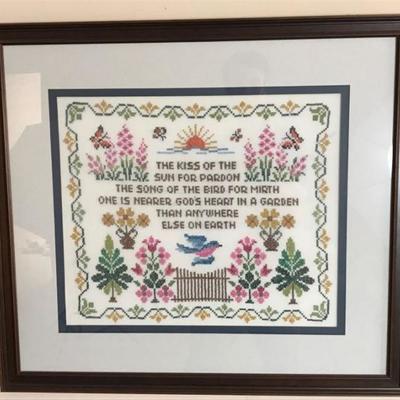 THE KISS OF THE
SUN FOR PARDON
THE SONG OF THE BIRD FOR MIRTH
ONE IS NEARER GOD'S HEART IN A GARDEN
THAN ANYWHERE
ELSE ON EARTH